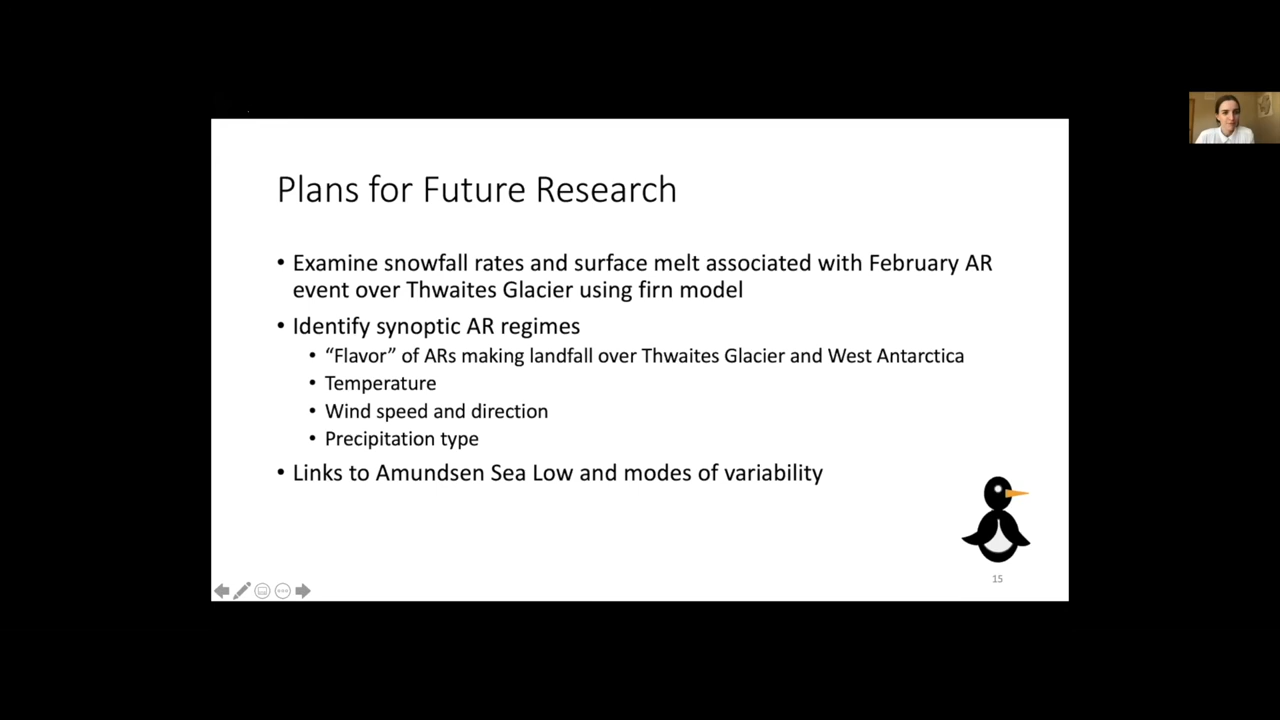 Plans for Future Research
• Examine snowfall rates and surface melt associated with February AR
event over Thwaites Glacier using firn model
• Identify synoptic AR regimes
• “Flavor” of ARs making landfall over Thwaites Glacier and West Antarctica
• Temperature
• Wind speed and direction
• Precipitation type
• Links to Amundsen Sea Low and modes of variability
15